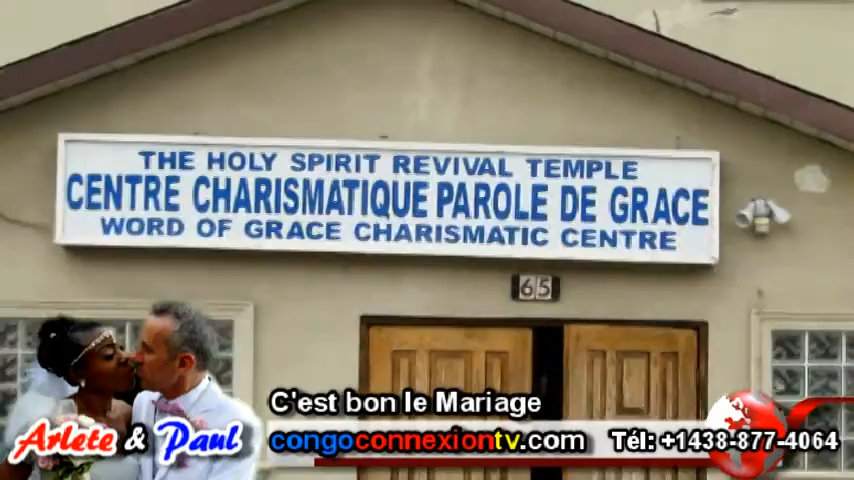 THE HOLY SPIRIT REVIVAL TEMPLE
CENTRE CHARISMATIQUE PAROLE DE GRACE
WORD OF GRACE CHARISMATIC CENTRE
65
C'est bon le Mariage
Arlete & Paul
congoconnexiontv.com Tél: +1438-877-4064